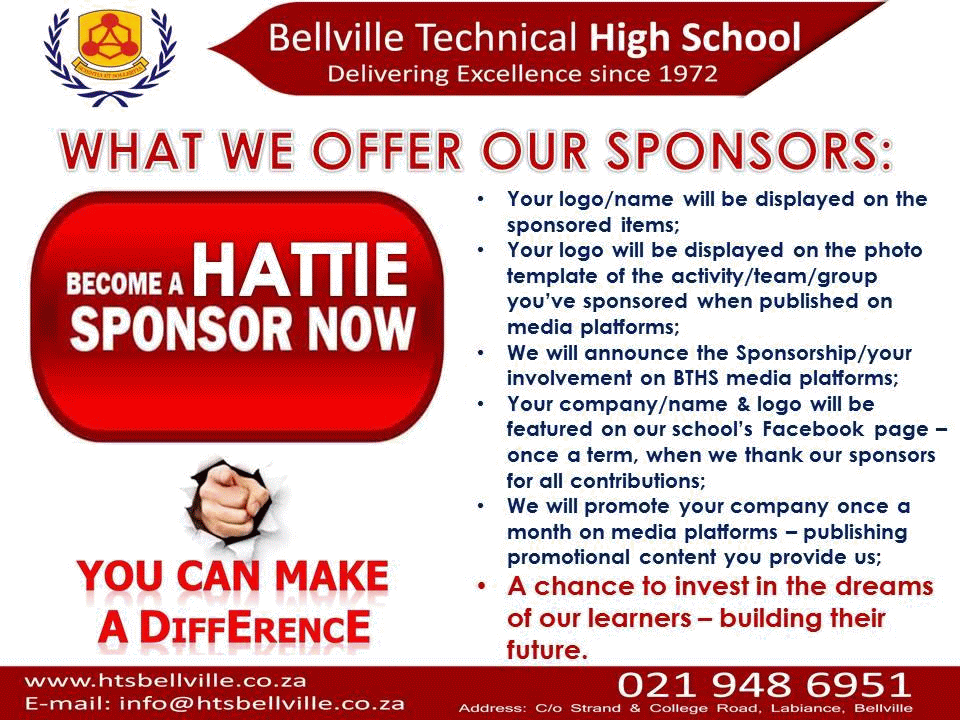 Bellville Technical High School
Delivering Excellence since 1972
SCIENTIA ET SOLLERTIA
WHAT WE OFFER OUR SPONSORS:
BECOME A HATTIE
SPONSOR NOW
YOU CAN MAKE
A DIFFERENCE
• Your logo/name will be displayed on the
sponsored items;
• Your logo will be displayed on the photo
template of the activity/team/group
you’ve sponsored when published on
media platforms;
• We will announce the Sponsorship/your
involvement on BTHS media platforms;
• Your company/name & logo will be
featured on our school’s Facebook page –
once a term, when we thank our sponsors
for all contributions;
• We will promote your company once a
month on media platforms – publishing
promotional content you provide us;
• A chance to invest in the dreams
of our learners – building their
future.
www.htsbellville.co.za
E-mail: info@htsbellville.co.za
021 948 6951
Address: C/o Strand & College Road, Labiance, Bellville